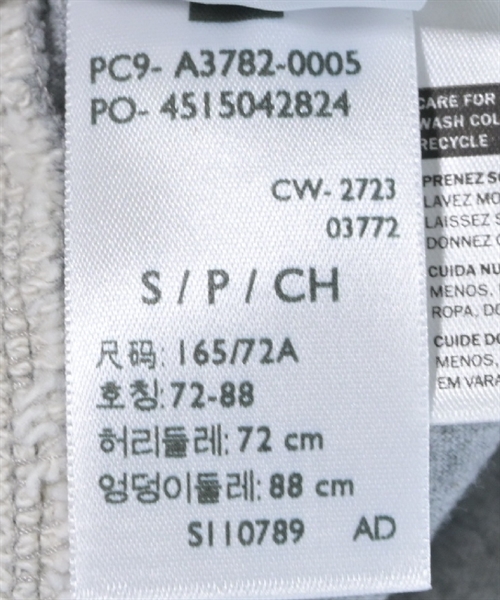 PC9- A3782-0005
PO- 4515042824
CW- 2723
03772
S / P / CH
尺码: 165/72A
호칭: 72-88
허리둘레: 72 cm
엉덩이둘레: 88 cm
S110789 AD
CARE FOR
WASH COL
RECYCLE
PRENEZ S
LAVEZ MO
LAISSEZ S
DONNEZ
CUIDA NU
MENOS,
ROPA, DO
CUIDE DO
MENOS,
EM VARA